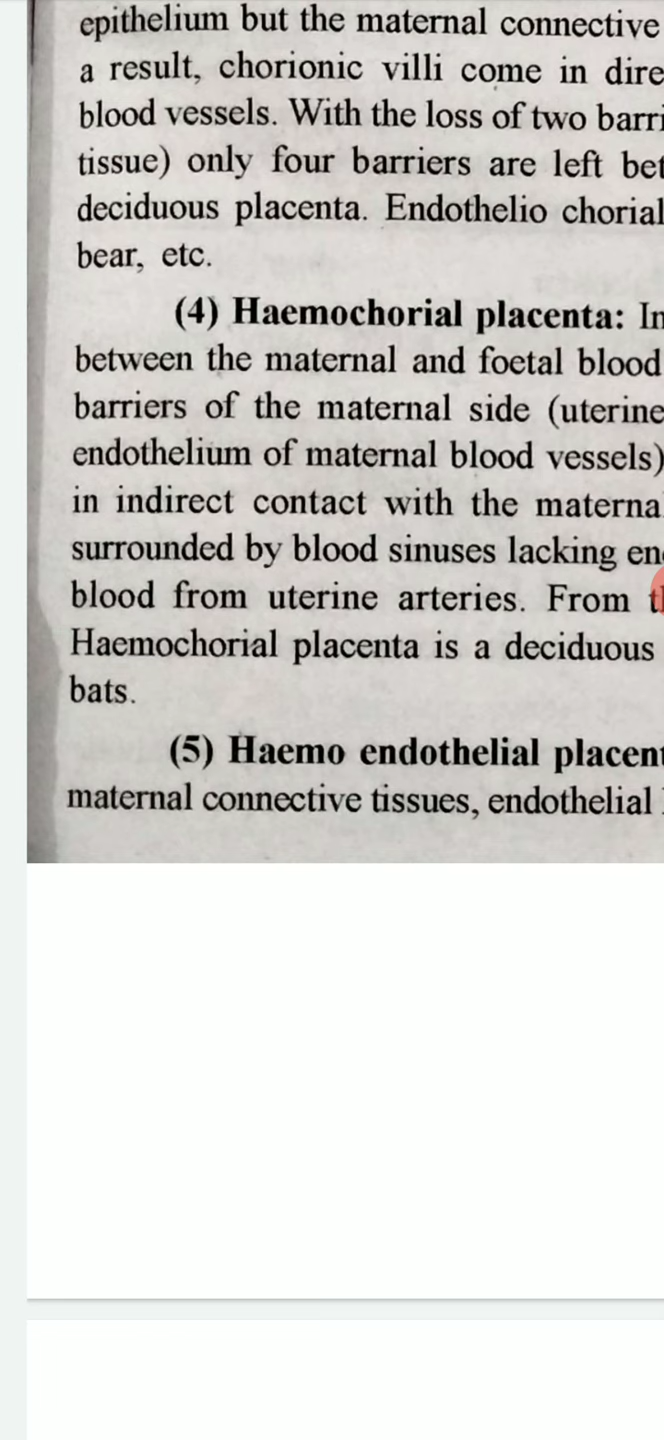 epithelium but the maternal connective
a result, chorionic villi come in dire
blood vessels. With the loss of two barri
tissue) only four barriers are left bet
deciduous placenta. Endothelio chorial
bear, etc.
(4) Haemochorial placenta: In
between the maternal and foetal blood
barriers of the maternal side (uterine
endothelium of maternal blood vessels)
in indirect contact with the materna
surrounded by blood sinuses lacking en
blood from uterine arteries. From t
Haemochorial placenta is a deciduous
bats.
(5) Haemo endothelial placent
maternal connective tissues, endothelial